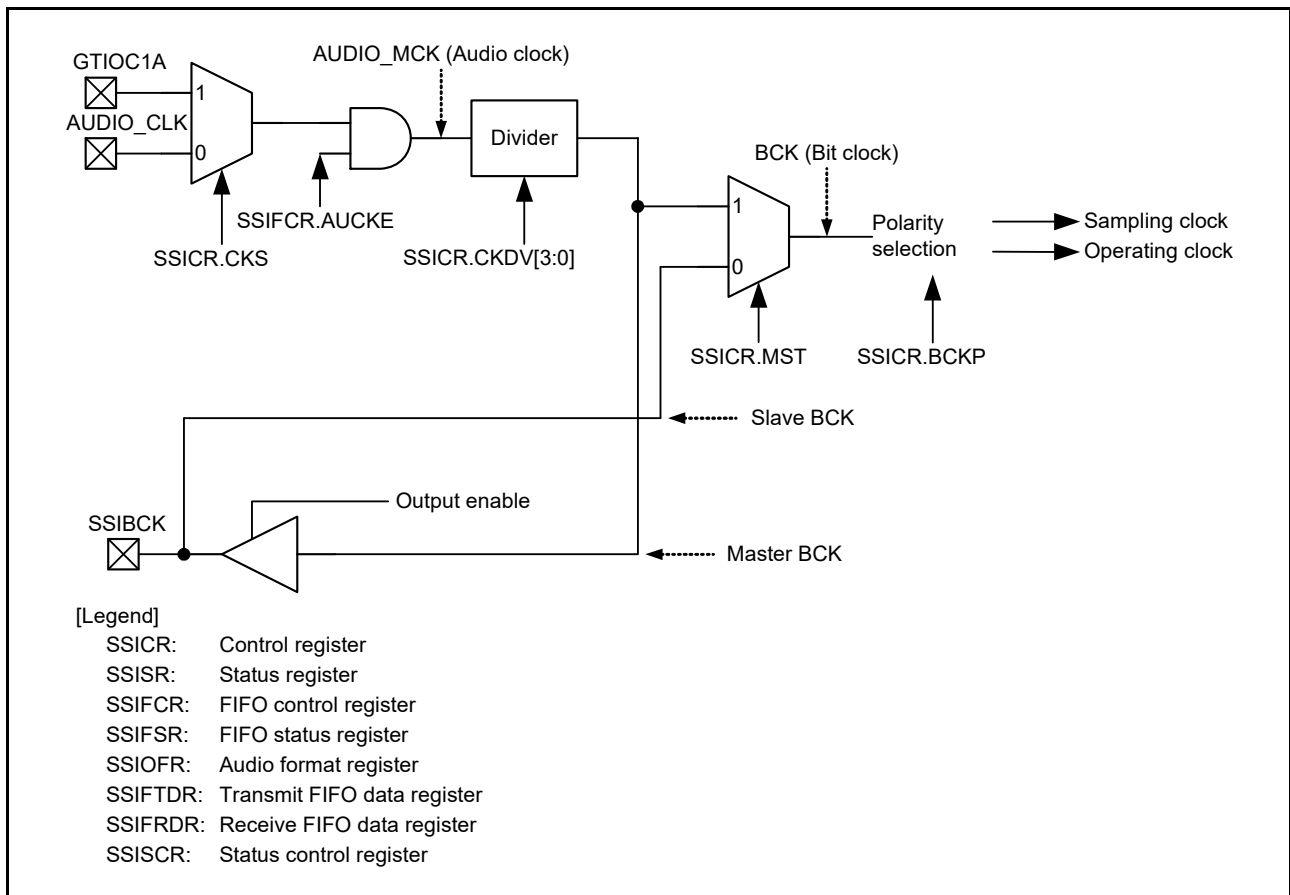 GTIOC1A
AUDIO_MCK (Audio clock)
1
AUDIO_CLK
Divider
0
BCK (Bit clock)
SSIFCR.AUCKE
1
Polarity
selection
Sampling clock
Operating clock
SSICR.CKS
SSICR.CKDV[3:0]
0
SSICR.MST
SSICR.BCKP
Slave BCK
Output enable
SSIBCK
Master BCK
[Legend]
SSICR: Control register
SSISR: Status register
SSIFCR: FIFO control register
SSIFSR: FIFO status register
SSIOFR: Audio format register
SSIFTDR: Transmit FIFO data register
SSIFRDR: Receive FIFO data register
SSISCR: Status control register